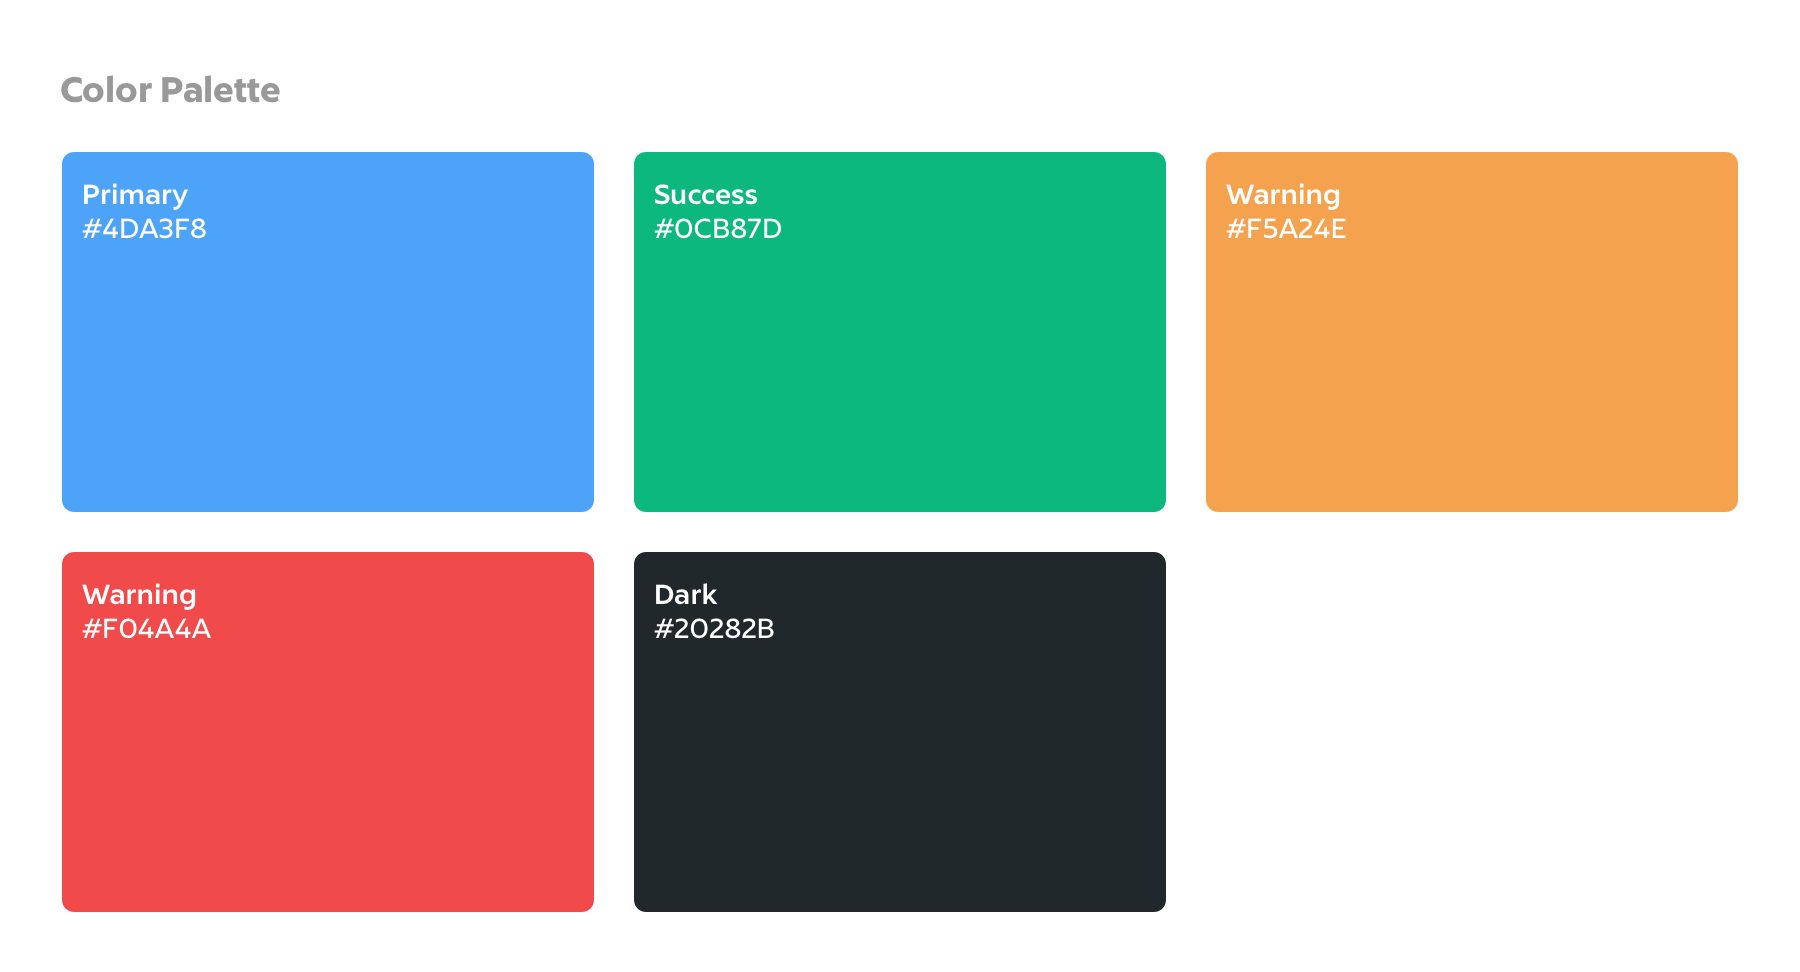 Color Palette
Primary
#4DA3F8
Success
#0CB87D
Warning
#F5A24E
Warning
#F04A4A
Dark
#20282B